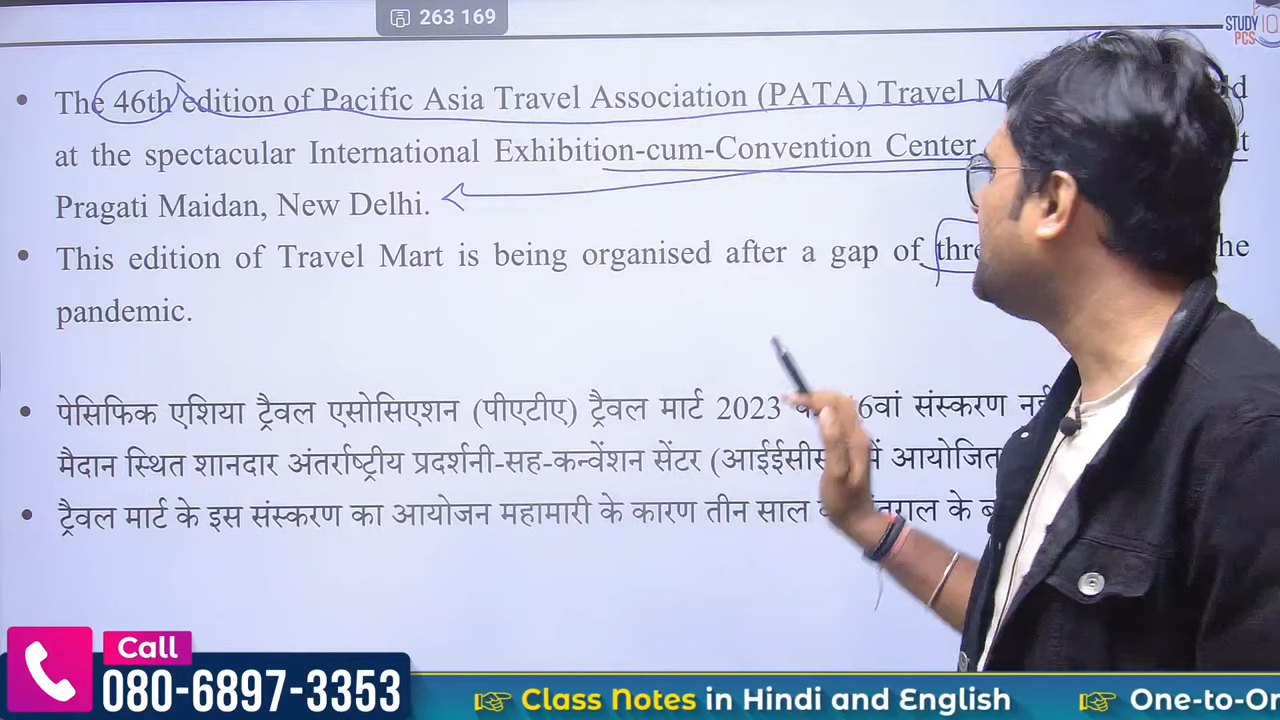 263 169
STUDY IQ
PCS
The 46th edition of Pacific Asia Travel Association (PATA) Travel
at the spectacular International Exhibition-cum-Convention Center
Pragati Maidan, New Delhi.
This edition of Travel Mart is being organised after a gap of
pandemic.
पेसिफिक एशिया ट्रैवल एसोसिएशन (पीएटीए) ट्रैवल मार्ट 2023 संस्करण
मैदान स्थित शानदार अंतर्राष्ट्रीय प्रदर्शनी-सह-कन्वेंशन सेंटर आयोजित
ट्रैवल मार्ट के इस संस्करण का आयोजन महामारी के कारण तीन साल के
Call
080-6897-3353
Class Notes in Hindi and English